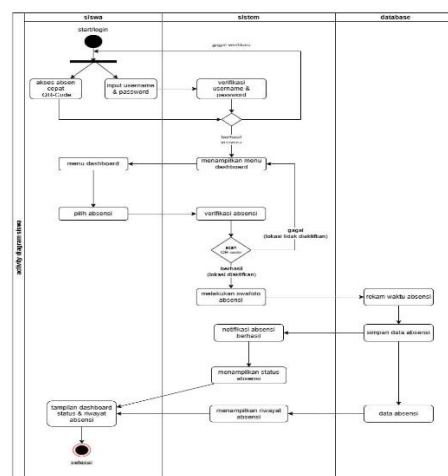 siswa
sistem
database
activity diagram siswa
start/login
gagal verifikasi
akses absen
cepat
QR-Code
input username
& password
verifikasi
username &
password
berhasil
menu dashboard
menampilkan menu
dashboard
pilih absensi
verifikasi absensi
gagal
(lokasi tidak diaktifkan)
scan
QR-code
berhasil
(lokasi diaktifkan)
melakukan swafoto
absensi
rekam waktu absensi
notifikasi absensi
berhasil
simpan data absensi
menampilkan status
absensi
tampilan dashboard
status & riwayat
absensi
menampilkan riwayat
absensi
data absensi
selesai